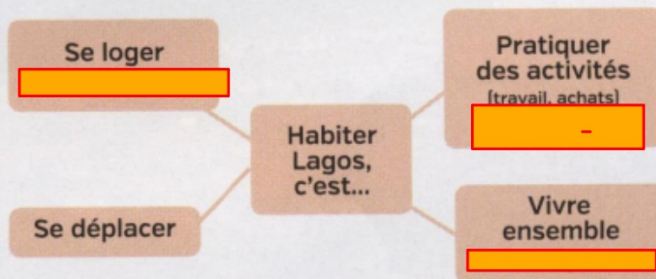 Se loger
Pratiquer
des activités
(travail, achats)
–
Habiter
Lagos,
c'est...
Se déplacer
Vivre
ensemble